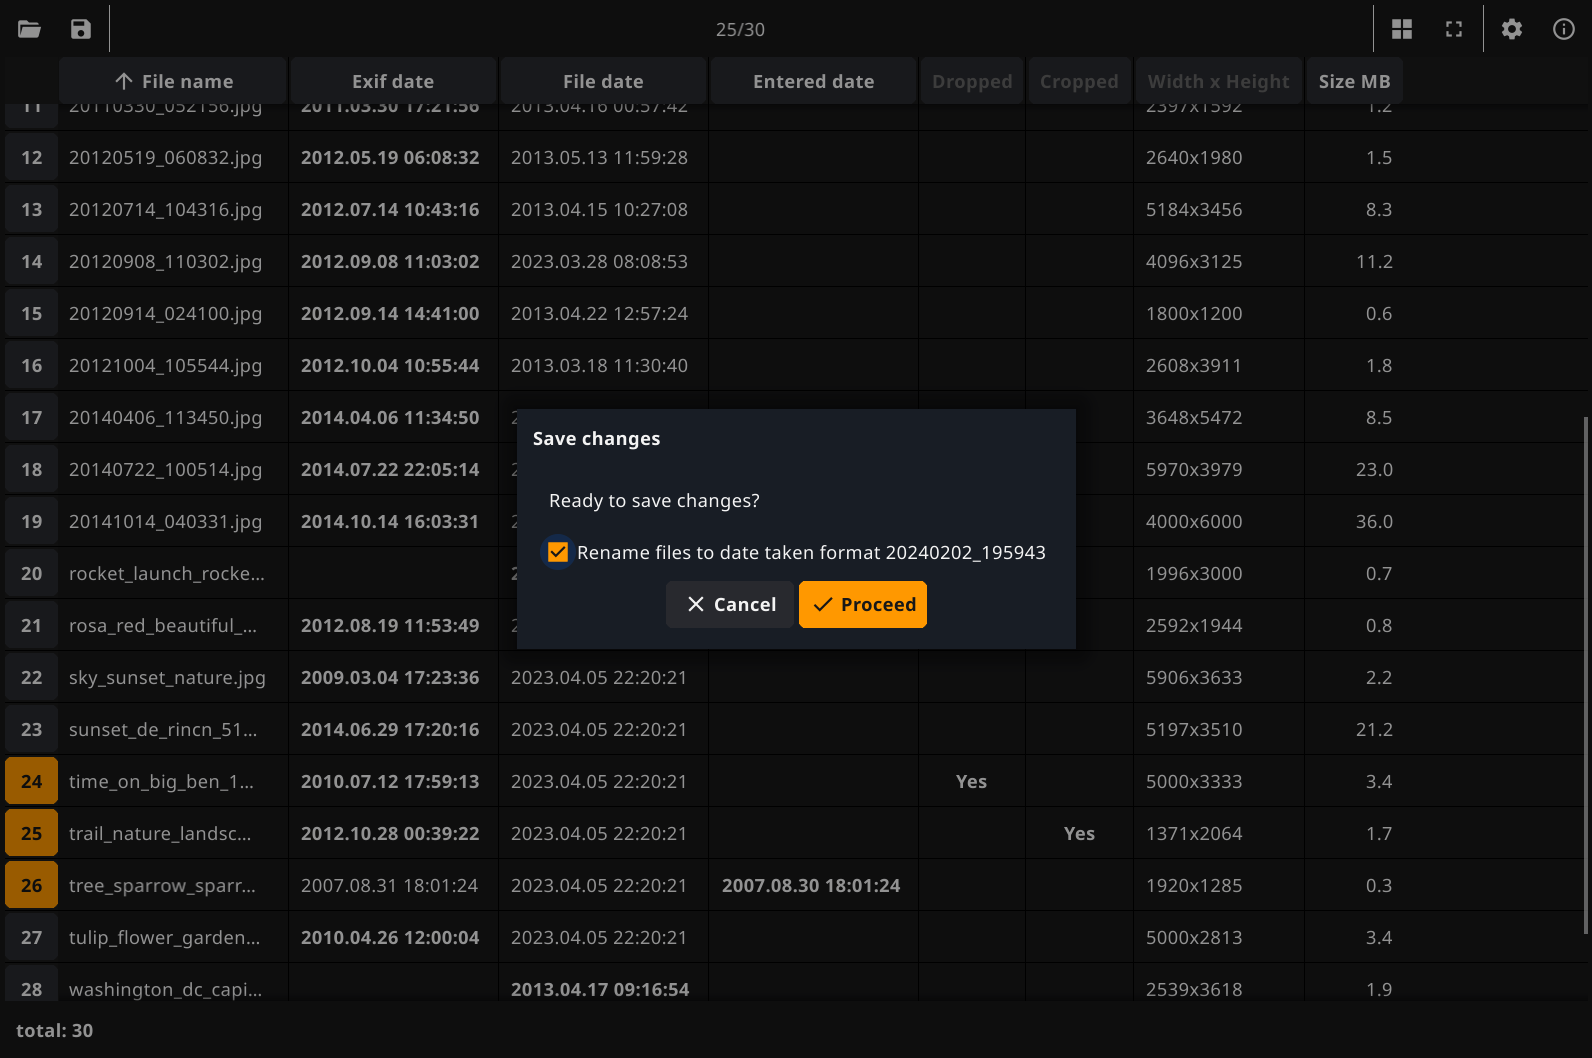 25/30
File name Exif date File date Entered date Dropped Cropped Width x Height Size MB
11 20110330_052156.jpg 2011.03.30 17:21:56 2013.04.16 00:57:42 2397x1592 1.2
12 20120519_060832.jpg 2012.05.19 06:08:32 2013.05.13 11:59:28 2640x1980 1.5
13 20120714_104316.jpg 2012.07.14 10:43:16 2013.04.15 10:27:08 5184x3456 8.3
14 20120908_110302.jpg 2012.09.08 11:03:02 2023.03.28 08:08:53 4096x3125 11.2
15 20120914_024100.jpg 2012.09.14 14:41:00 2013.04.22 12:57:24 1800x1200 0.6
16 20121004_105544.jpg 2012.10.04 10:55:44 2013.03.18 11:30:40 2608x3911 1.8
17 20140406_113450.jpg 2014.04.06 11:34:50 3648x5472 8.5
18 20140722_100514.jpg 2014.07.22 22:05:14 5970x3979 23.0
19 20141014_040331.jpg 2014.10.14 16:03:31 4000x6000 36.0
20 rocket_launch_rocke... 1996x3000 0.7
21 rosa_red_beautiful_... 2012.08.19 11:53:49 2592x1944 0.8
22 sky_sunset_nature.jpg 2009.03.04 17:23:36 2023.04.05 22:20:21 5906x3633 2.2
23 sunset_de_rincn_51... 2014.06.29 17:20:16 2023.04.05 22:20:21 5197x3510 21.2
24 time_on_big_ben_1... 2010.07.12 17:59:13 2023.04.05 22:20:21 Yes 5000x3333 3.4
25 trail_nature_landsc... 2012.10.28 00:39:22 2023.04.05 22:20:21 Yes 1371x2064 1.7
26 tree_sparrow_sparr... 2007.08.31 18:01:24 2023.04.05 22:20:21 2007.08.30 18:01:24 1920x1285 0.3
27 tulip_flower_garden... 2010.04.26 12:00:04 2023.04.05 22:20:21 5000x2813 3.4
28 washington_dc_capi... 2013.04.17 09:16:54 2539x3618 1.9
total: 30
Save changes
Ready to save changes?
Rename files to date taken format 20240202_195943
Cancel Proceed